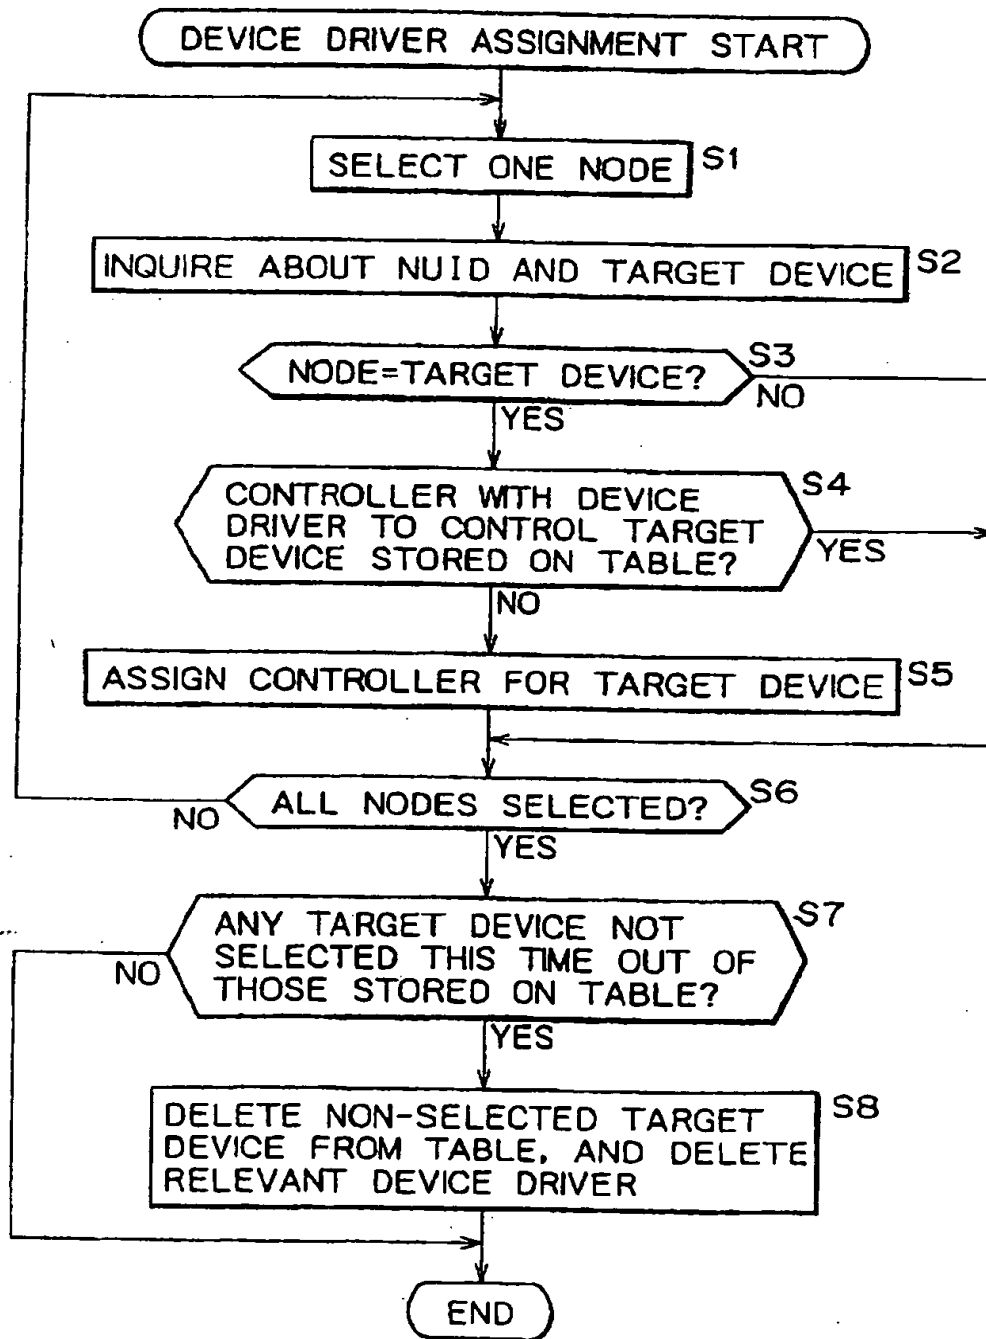 DEVICE DRIVER ASSIGNMENT START
SELECT ONE NODE
S1
INQUIRE ABOUT NUID AND TARGET DEVICE
S2
NODE=TARGET DEVICE?
S3
NO
YES
CONTROLLER WITH DEVICE
DRIVER TO CONTROL TARGET
DEVICE STORED ON TABLE?
S4
YES
NO
ASSIGN CONTROLLER FOR TARGET DEVICE
S5
ALL NODES SELECTED?
S6
NO
YES
ANY TARGET DEVICE NOT
SELECTED THIS TIME OUT OF
THOSE STORED ON TABLE?
S7
NO
YES
DELETE NON-SELECTED TARGET
DEVICE FROM TABLE, AND DELETE
RELEVANT DEVICE DRIVER
S8
END